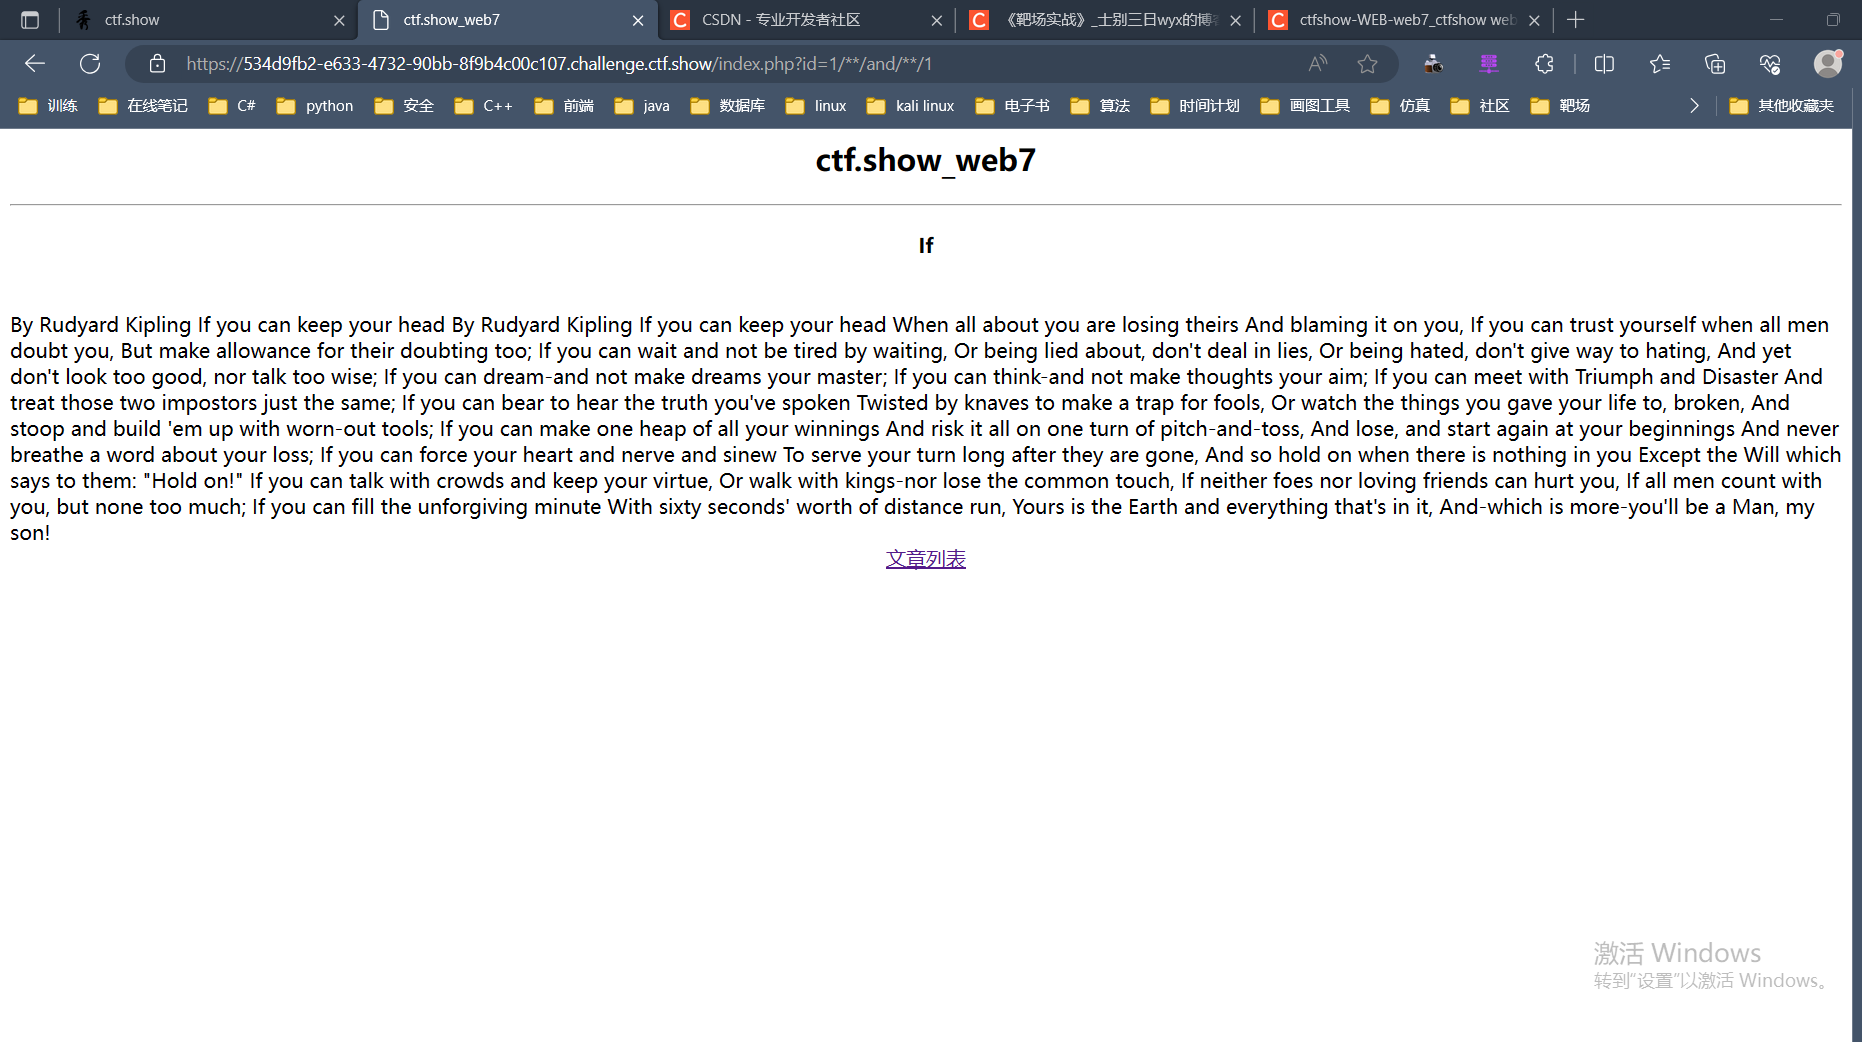 ctf.show
ctf.show_web7
CSDN - 专业开发者社区
《靶场实战》_士别三日wyx的博
ctfshow-WEB-web7_ctfshow web
https://534d9fb2-e633-4732-90bb-8f9b4c00c107.challenge.ctf.show/index.php?id=1/**/and/**/1
训练 在线笔记 C# python 安全 C++ 前端 java 数据库 linux kali linux 电子书 算法 时间计划 画图工具 仿真 社区 靶场 其他收藏夹
ctf.show_web7
If
By Rudyard Kipling If you can keep your head By Rudyard Kipling If you can keep your head When all about you are losing theirs And blaming it on you, If you can trust yourself when all men
doubt you, But make allowance for their doubting too; If you can wait and not be tired by waiting, Or being lied about, don't deal in lies, Or being hated, don't give way to hating, And yet
don't look too good, nor talk too wise; If you can dream-and not make dreams your master; If you can think-and not make thoughts your aim; If you can meet with Triumph and Disaster And
treat those two impostors just the same; If you can bear to hear the truth you've spoken Twisted by knaves to make a trap for fools, Or watch the things you gave your life to, broken, And
stoop and build 'em up with worn-out tools; If you can make one heap of all your winnings And risk it all on one turn of pitch-and-toss, And lose, and start again at your beginnings And never
breathe a word about your loss; If you can force your heart and nerve and sinew To serve your turn long after they are gone, And so hold on when there is nothing in you Except the Will which
says to them: "Hold on!" If you can talk with crowds and keep your virtue, Or walk with kings-nor lose the common touch, If neither foes nor loving friends can hurt you, If all men count with
you, but none too much; If you can fill the unforgiving minute With sixty seconds' worth of distance run, Yours is the Earth and everything that's in it, And-which is more-you'll be a Man, my
son!
文章列表
激活 Windows
转到"设置"以激活 Windows。